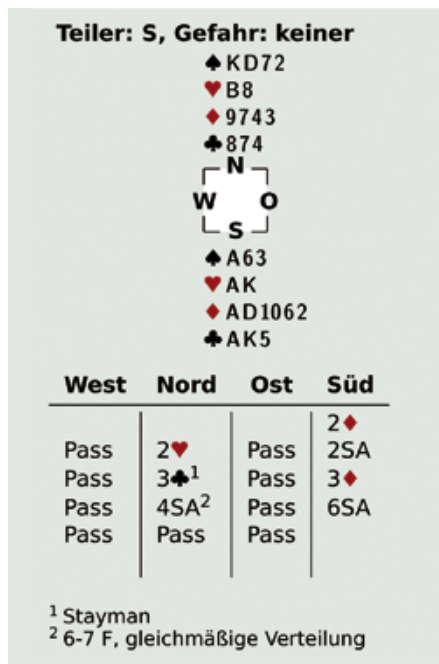 Teiler: S, Gefahr: keiner
♠KD72
♥B8
♦9743
♣874
N
W O
S
♠A63
♥AK
♦AD1062
♣AK5
West Nord Ost Süd
2♦
Pass 2♥ Pass 2SA
Pass 3♣¹ Pass 3♦
Pass 4SA² Pass 6SA
Pass Pass Pass
¹ Stayman
² 6-7 F, gleichmäßige Verteilung